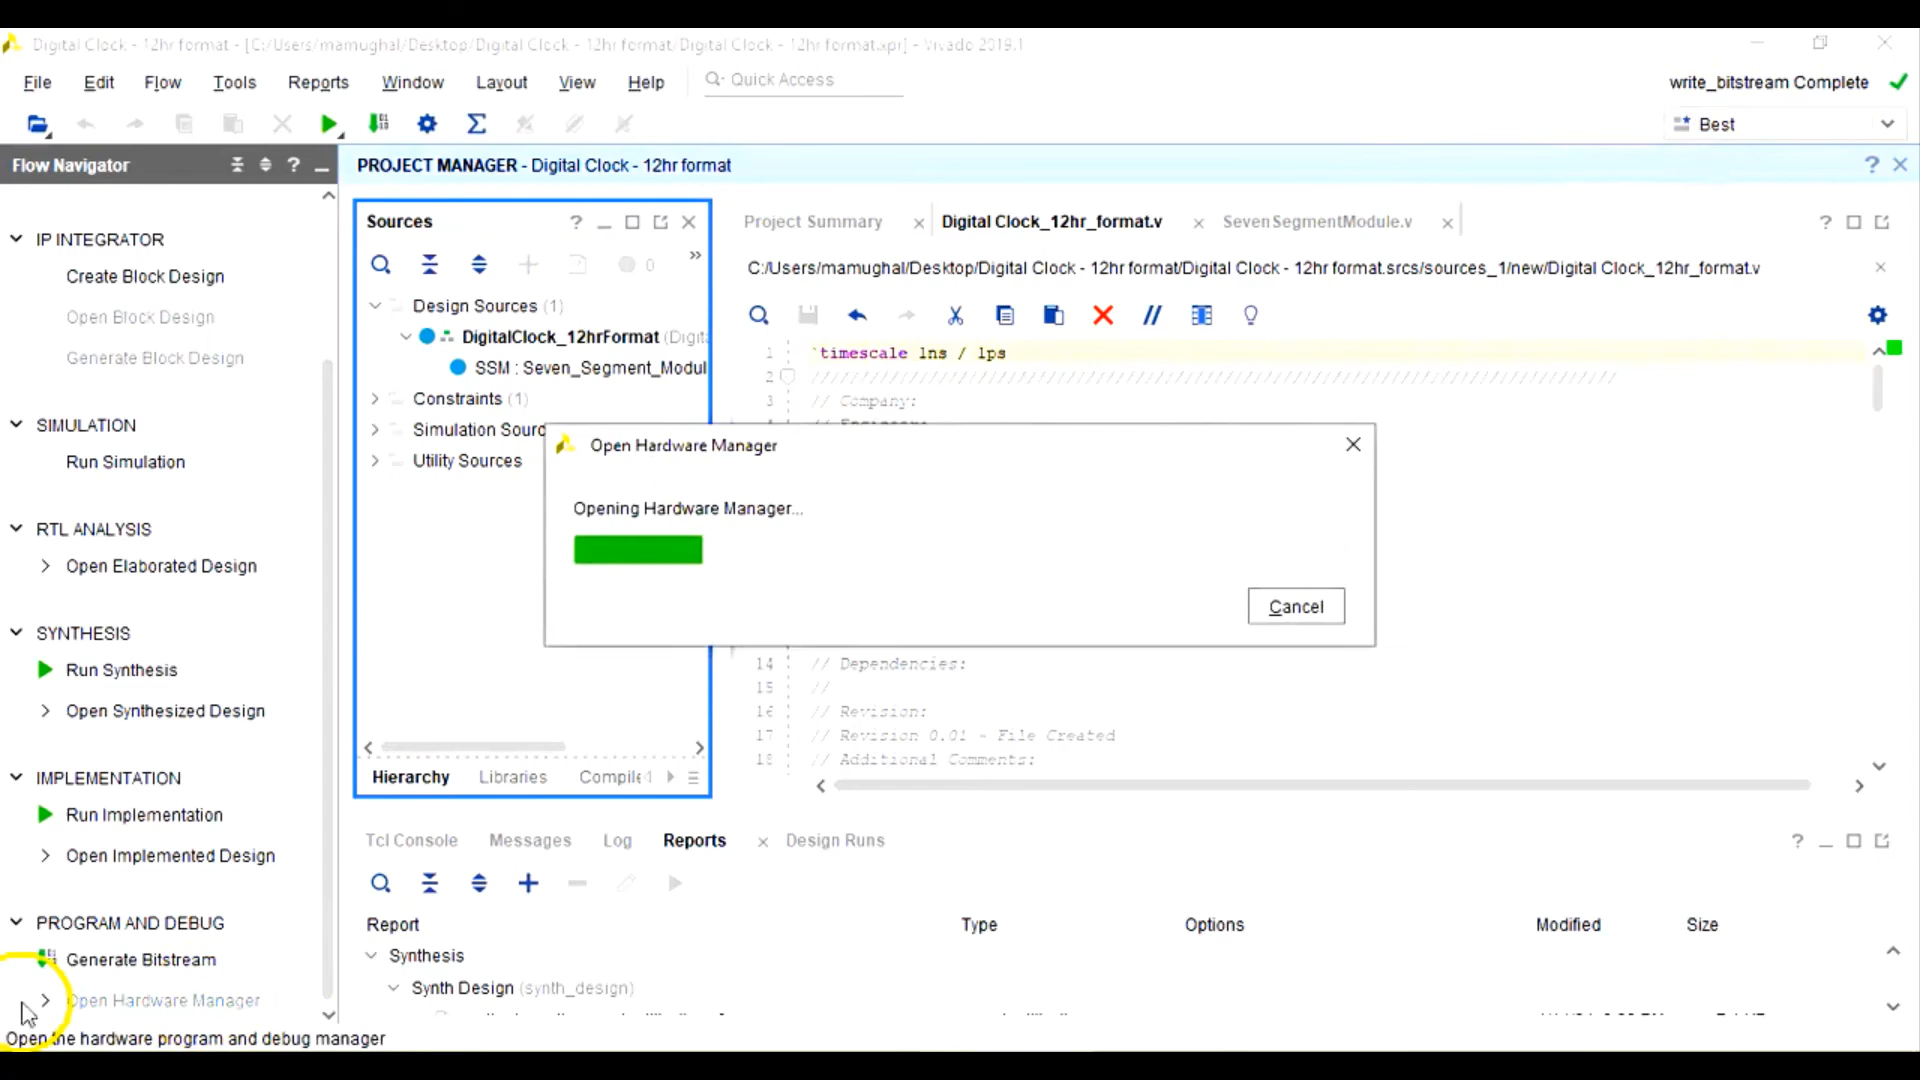 Digital Clock - 12hr format - [C:/Users/mamughal/Desktop/Digital Clock - 12hr format/Digital Clock - 12hr format.xpr] - Vivado 2019.1
File Edit Flow Tools Reports Window Layout View Help Quick Access
write_bitstream Complete
Best
Flow Navigator
PROJECT MANAGER - Digital Clock - 12hr format
IP INTEGRATOR
Create Block Design
Open Block Design
Generate Block Design
SIMULATION
Run Simulation
RTL ANALYSIS
Open Elaborated Design
SYNTHESIS
Run Synthesis
Open Synthesized Design
IMPLEMENTATION
Run Implementation
Open Implemented Design
PROGRAM AND DEBUG
Generate Bitstream
Open Hardware Manager
Open the hardware program and debug manager
Sources
0
Design Sources (1)
DigitalClock_12hrFormat (Digit
SSM : Seven_Segment_Modul
Constraints (1)
Simulation Sourc
Utility Sources
Hierarchy Libraries Compile
Project Summary Digital Clock_12hr_format.v SevenSegmentModule.v
C:/Users/mamughal/Desktop/Digital Clock - 12hr format/Digital Clock - 12hr format.srcs/sources_1/new/Digital Clock_12hr_format.v
1 `timescale 1ns / 1ps
2 //////////////////////////////////////////////////////////////////////////////////
3 // Company:
Open Hardware Manager
Opening Hardware Manager...
Cancel
14 // Dependencies:
15 //
16 // Revision:
17 // Revision 0.01 - File Created
18 // Additional Comments:
Tcl Console Messages Log Reports Design Runs
Report Type Options Modified Size
Synthesis
Synth Design (synth_design)